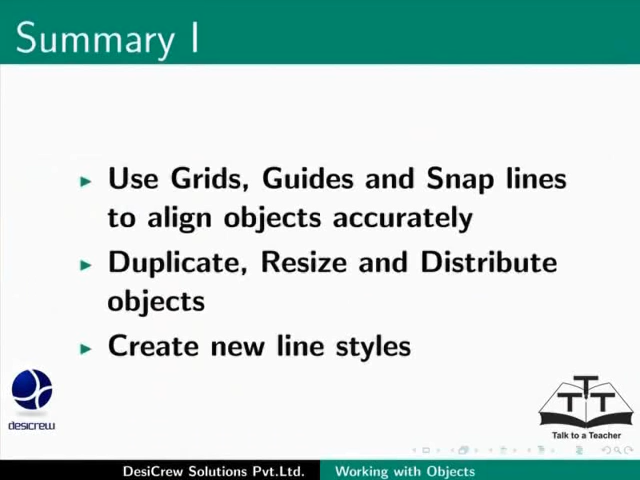 Summary I
Use Grids, Guides and Snap lines
to align objects accurately
Duplicate, Resize and Distribute
objects
Create new line styles
desicrew
T T T
Talk to a Teacher
DesiCrew Solutions Pvt.Ltd. Working with Objects